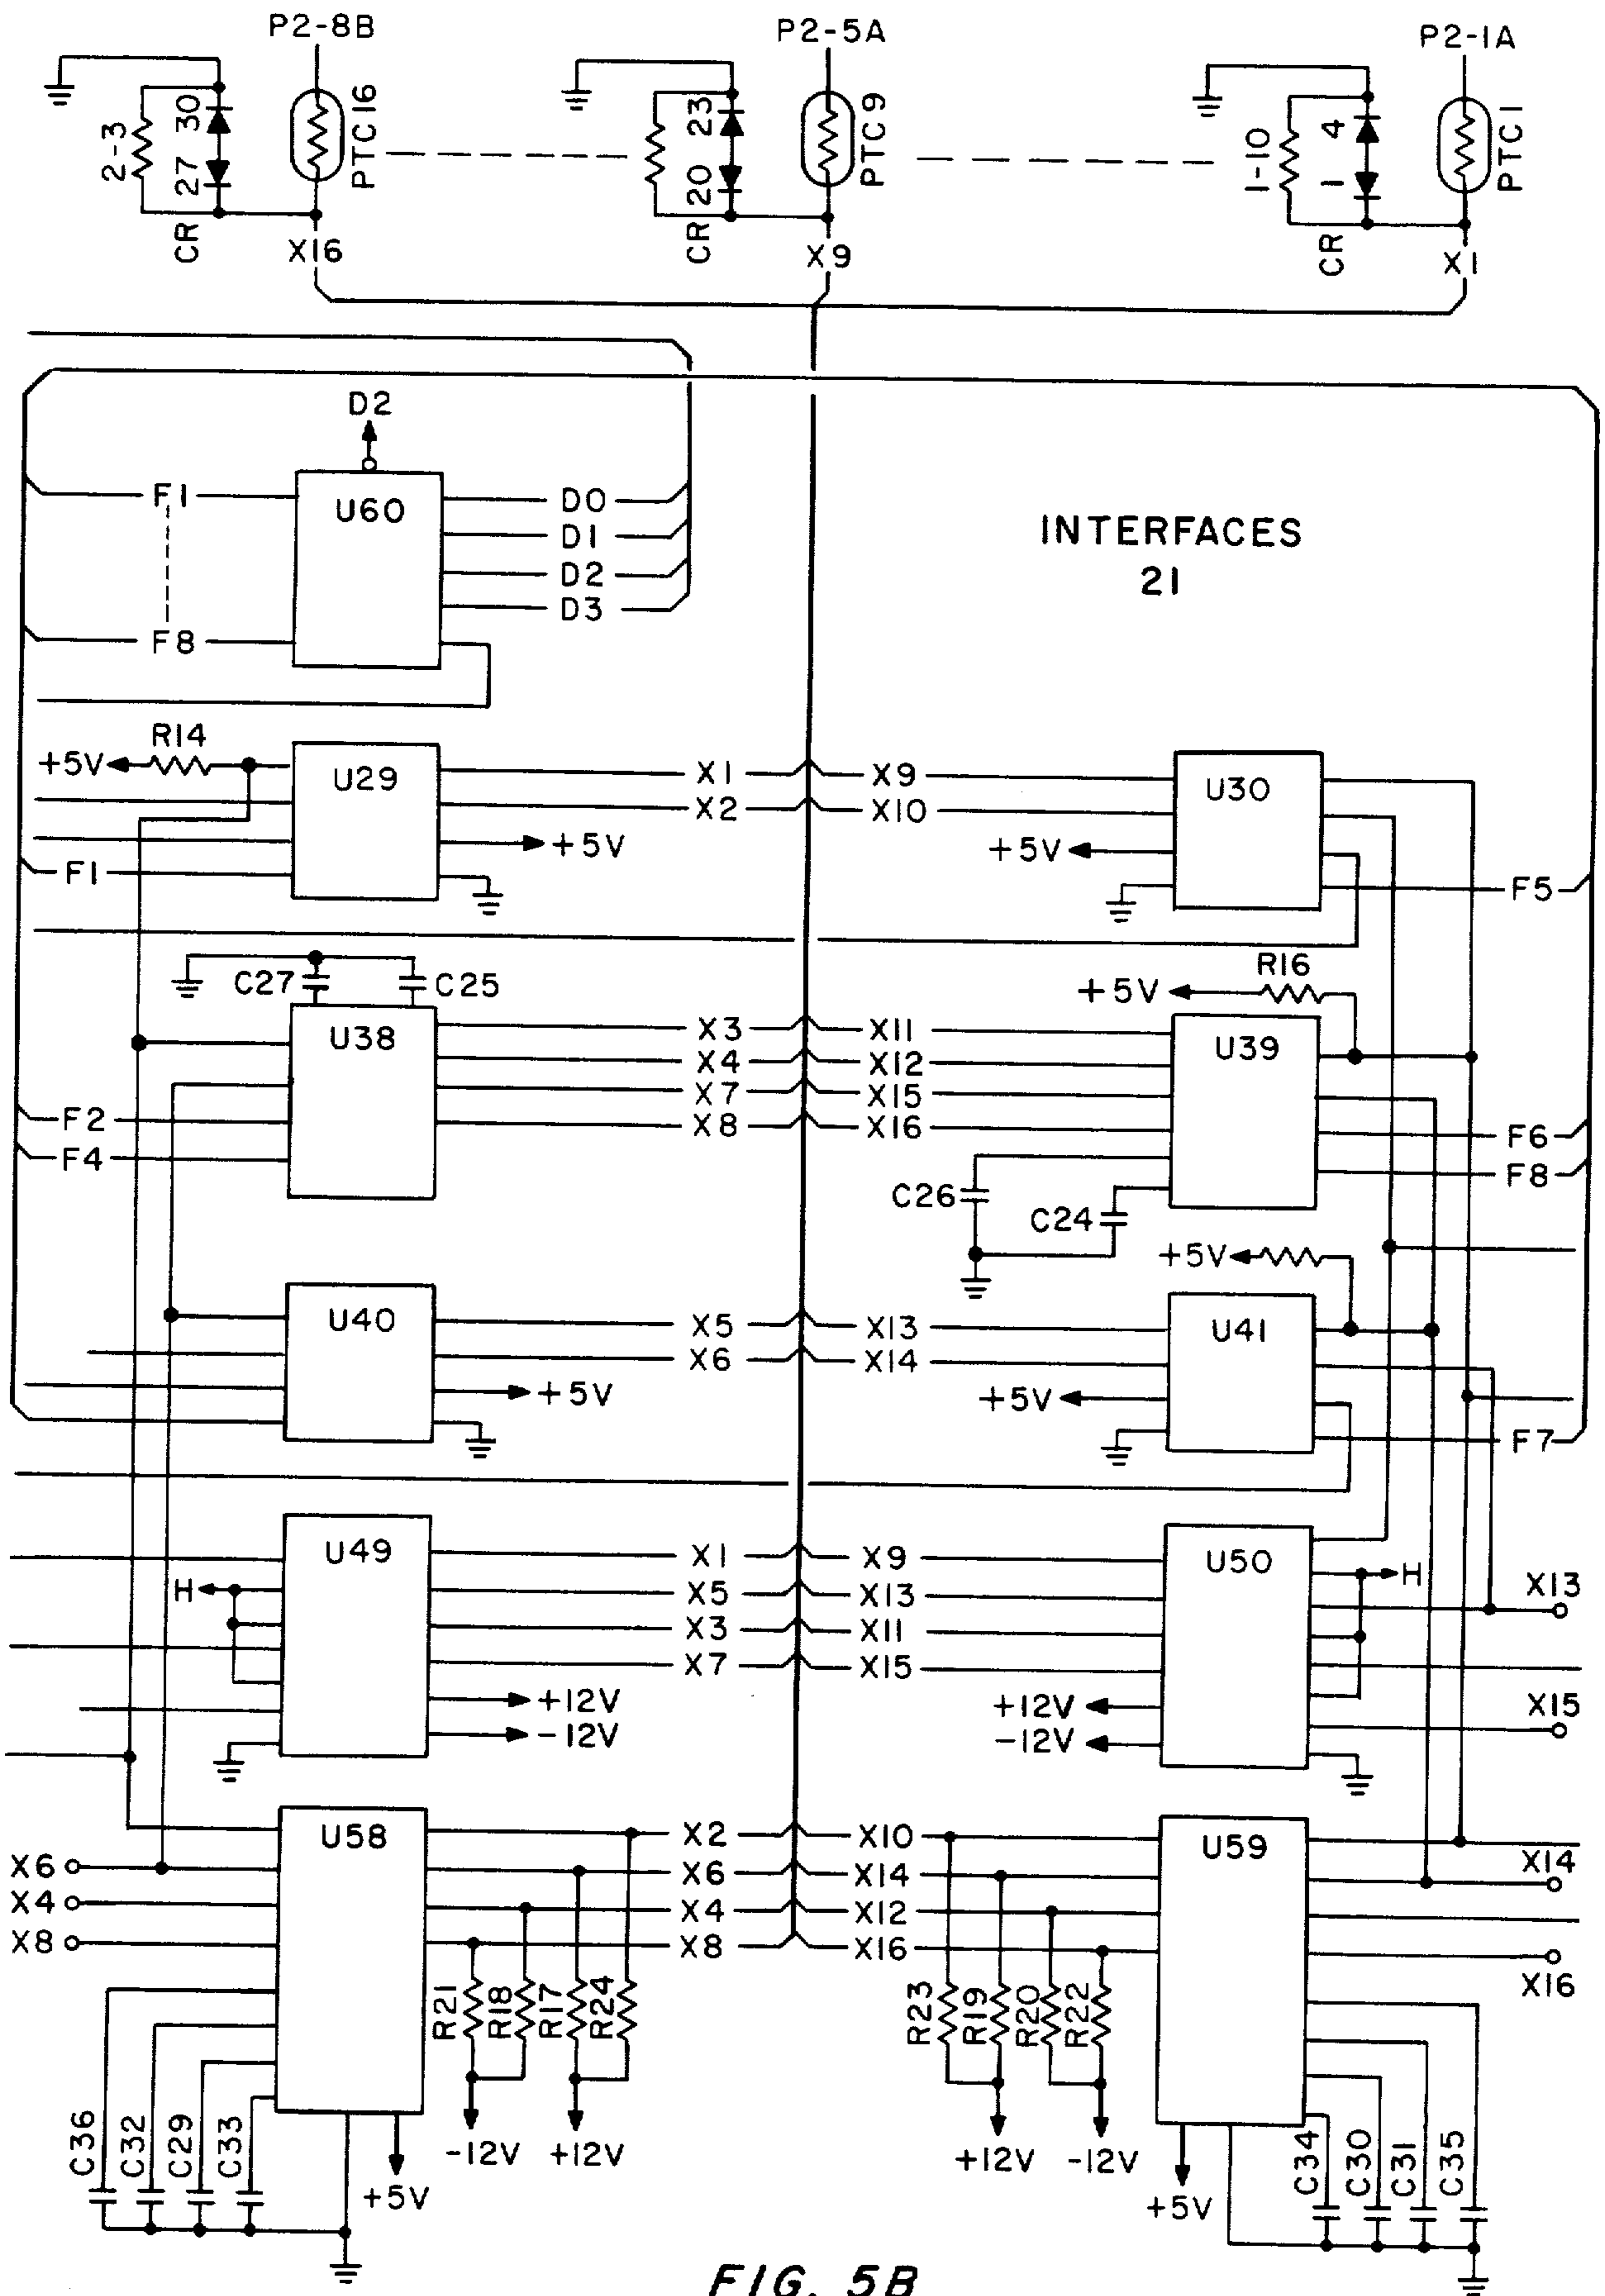 P2-8B P2-5A P2-1A
2-3 27 30 PTC16 20 23 PTC9 1-10 1 4 PTC1
CR X16 CR X9 CR X1
D2
F1 U60 D0
D1
D2
D3
F8
INTERFACES
21
R14
+5V U29 X1 X9 U30
X2 X10
+5V +5V
F1 F5
C27 C25 R16
+5V
U38 X3 X11 U39
X4 X12
X7 X15
F2 X8 X16 F6
F4 F8
C26 C24
+5V
U40 X5 X13 U41
X6 X14
+5V +5V
F7
U49 X1 X9 U50
H X5 X13 H X13
X3 X11
X7 X15
+12V +12V X15
-12V -12V
U58 X2 X10 U59
X6 X6 X14 X14
X4 X4 X12
X8 X8 X16 X16
R21 R18 R17 R24 R23 R19 R20 R22
C36 C32 C29 C33 -12V +12V +12V -12V C34 C30 C31 C35
+5V +5V
FIG. 5B